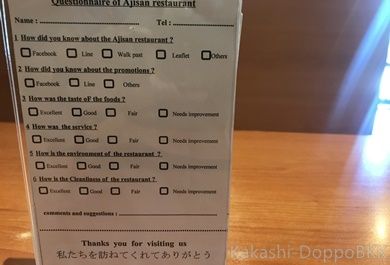 Questionnaire of Ajisan restaurant
Name : Tel :
1. How did you know about the Ajisan restaurant ?
Facebook Line Walk past Leaflet Others
2. How did you know about the promotions ?
Facebook Line Others
3. How was the taste of the foods ?
Excellent Good Fair Needs improvement
4. How was the service ?
Excellent Good Fair Needs improvement
5 How is the environment of the restaurant ?
Excellent Good Fair Needs improvement
6. How is the Cleanliness of the restaurant ?
Excellent Good Fair Needs improvement
comments and suggestions :
Thanks you for visiting us
私たちを訪ねてくれてありがとう
Kakashi-DoppoBKK